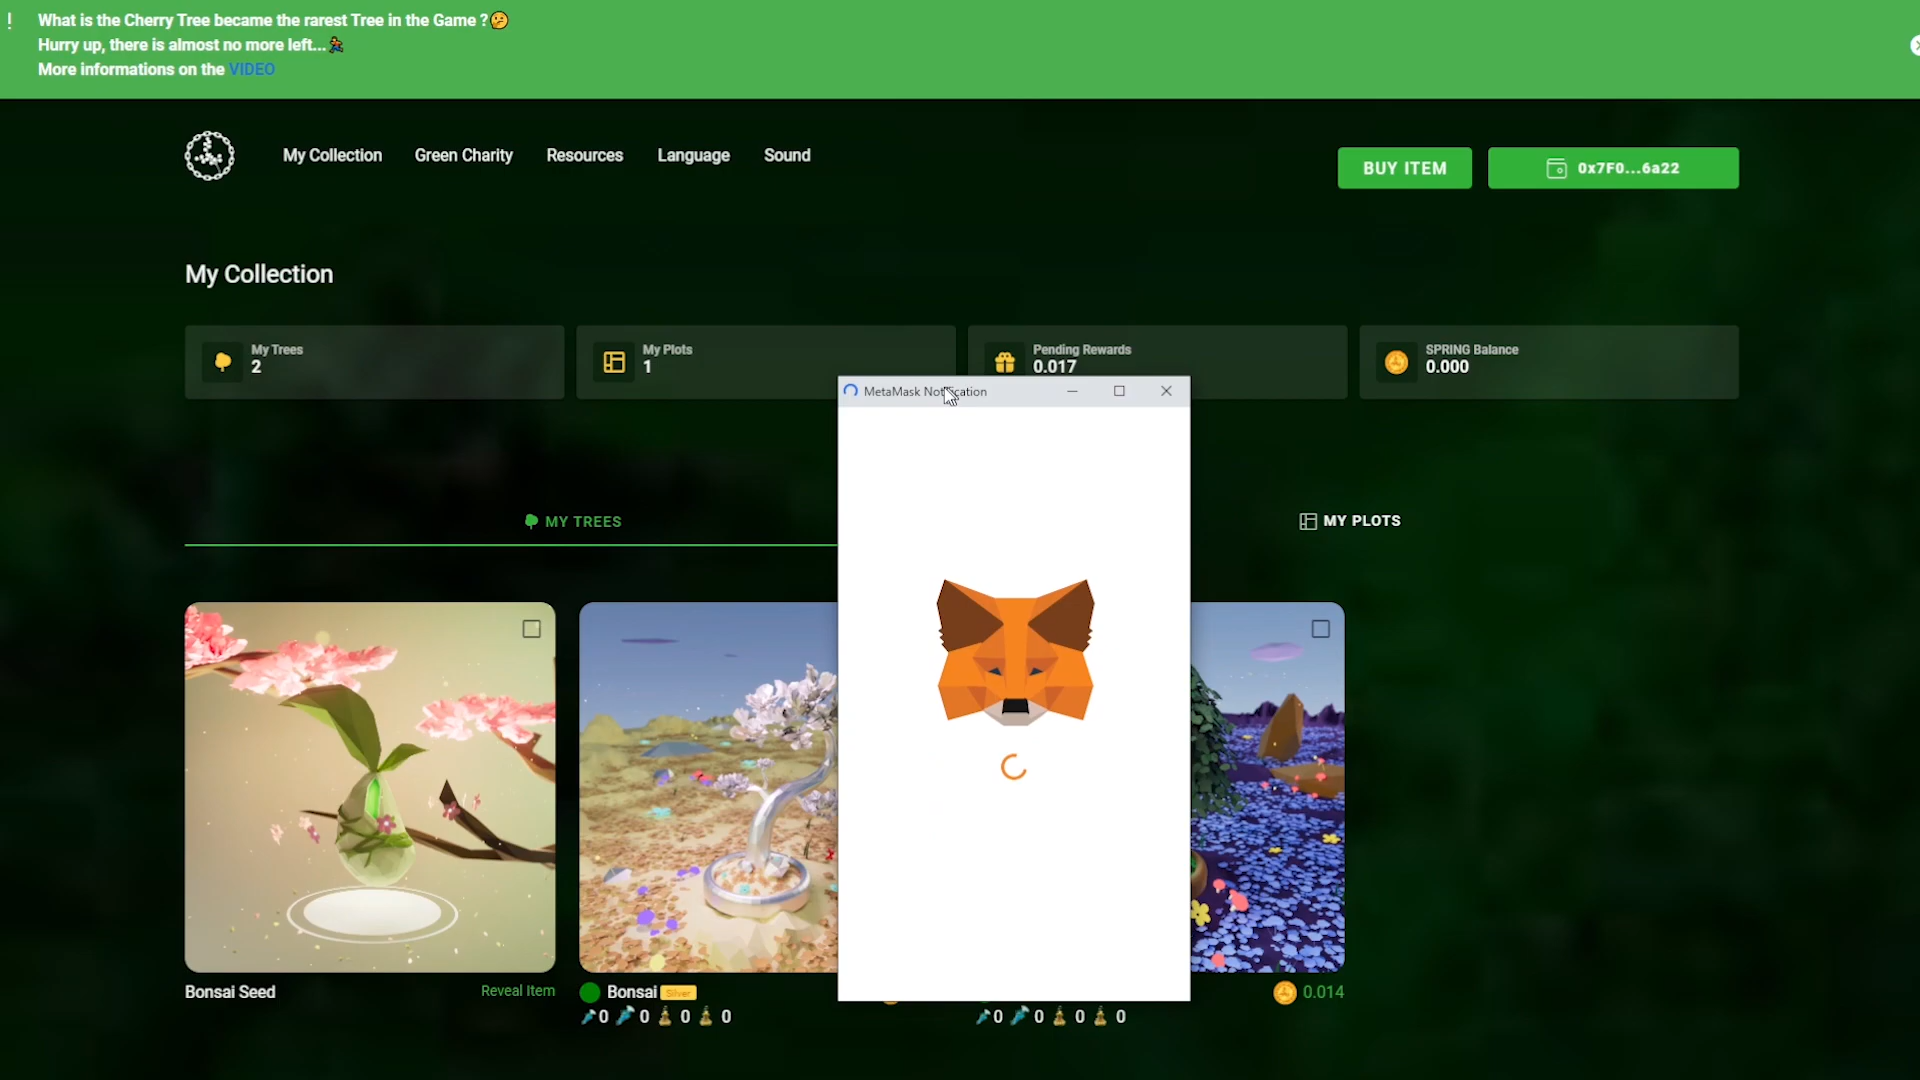 ! What is the Cherry Tree became the rarest Tree in the Game ?🤔
Hurry up, there is almost no more left...🏃
More informations on the VIDEO
My Collection
Green Charity
Resources
Language
Sound
BUY ITEM
0x7F0...6a22
My Collection
My Trees
2
My Plots
1
Pending Rewards
0.017
SPRING Balance
0.000
MetaMask Notification
MY TREES
MY PLOTS
Bonsai Seed
Reveal Item
Bonsai Silver
0.014
0 0 0 0
0 0 0 0